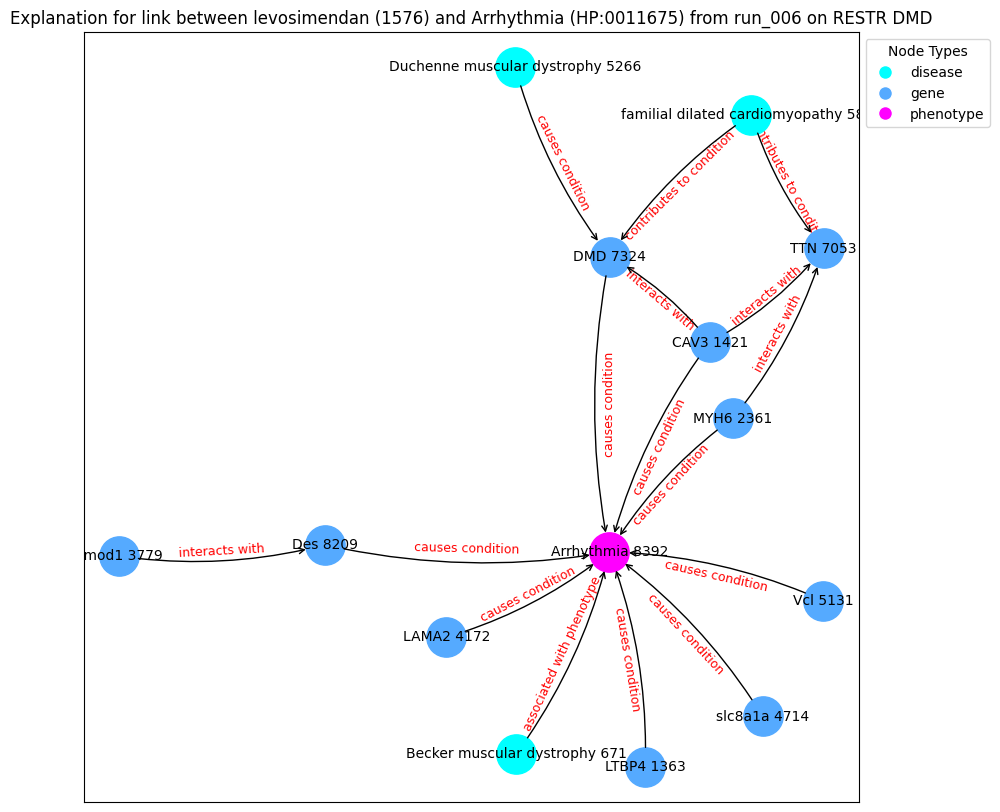 Explanation for link between levosimendan (1576) and Arrhythmia (HP:0011675) from run_006 on RESTR DMD
Node Types
disease
gene
phenotype
Duchenne muscular dystrophy 5266
familial dilated cardiomyopathy 58
causes condition
contributes to condition
ntributes to conditi
DMD 7324
TTN 7053
interacts with
interacts with
interacts with
CAV3 1421
causes condition
causes condition
MYH6 2361
causes condition
mod1 3779
interacts with
Des 8209
causes condition
Arrhythmia 8392
causes condition
Vcl 5131
causes condition
LAMA2 4172
associated with phenotype
causes condition
causes condition
slc8a1a 4714
Becker muscular dystrophy 671
LTBP4 1363